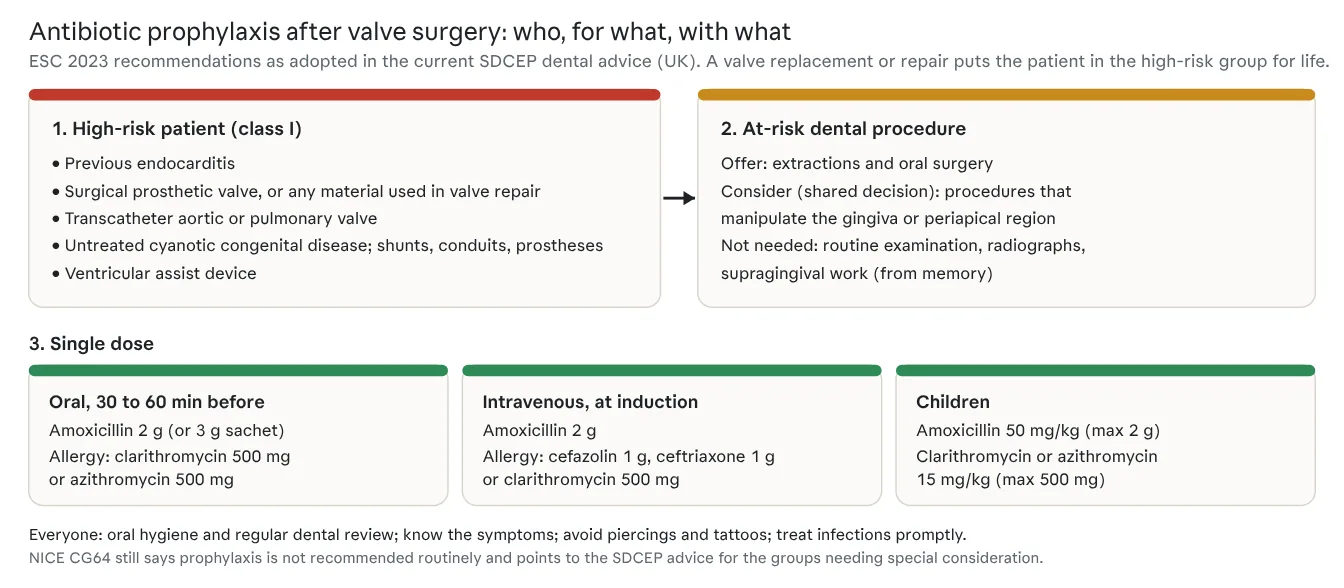 Antibiotic prophylaxis after valve surgery: who, for what, with what
ESC 2023 recommendations as adopted in the current SDCEP dental advice (UK). A valve replacement or repair puts the patient in the high-risk group for life.
1. High-risk patient (class I)
• Previous endocarditis
• Surgical prosthetic valve, or any material used in valve repair
• Transcatheter aortic or pulmonary valve
• Untreated cyanotic congenital disease; shunts, conduits, prostheses
• Ventricular assist device
2. At-risk dental procedure
Offer: extractions and oral surgery
Consider (shared decision): procedures that
manipulate the gingiva or periapical region
Not needed: routine examination, radiographs,
supragingival work (from memory)
3. Single dose
Oral, 30 to 60 min before
Amoxicillin 2 g (or 3 g sachet)
Allergy: clarithromycin 500 mg
or azithromycin 500 mg
Intravenous, at induction
Amoxicillin 2 g
Allergy: cefazolin 1 g, ceftriaxone 1 g
or clarithromycin 500 mg
Children
Amoxicillin 50 mg/kg (max 2 g)
Clarithromycin or azithromycin
15 mg/kg (max 500 mg)
Everyone: oral hygiene and regular dental review; know the symptoms; avoid piercings and tattoos; treat infections promptly.
NICE CG64 still says prophylaxis is not recommended routinely and points to the SDCEP advice for the groups needing special consideration.